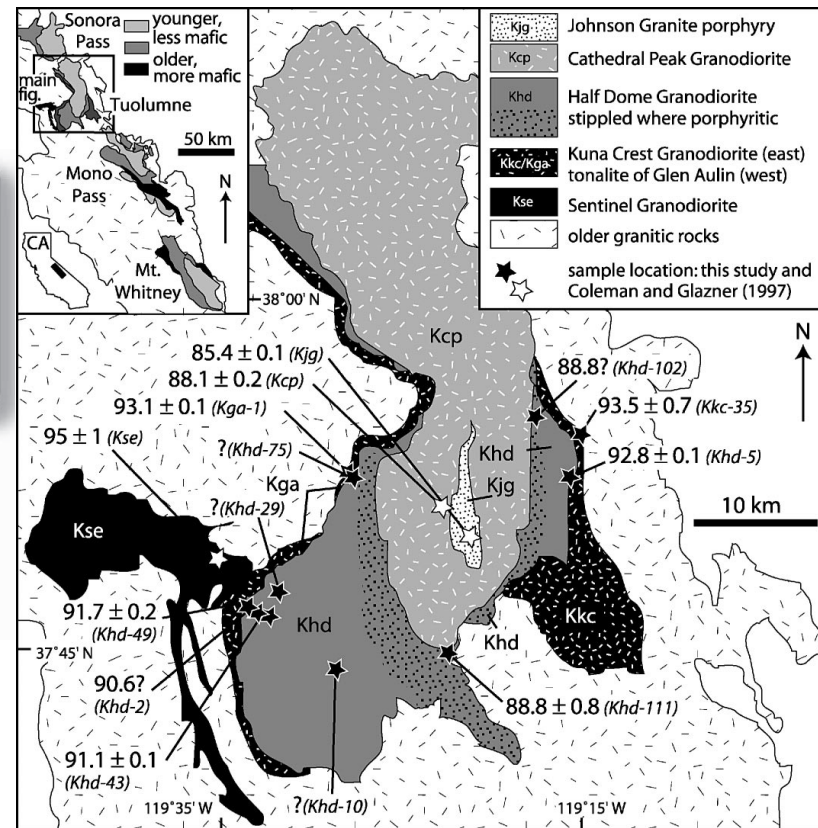 Sonora
Pass
younger,
less mafic
older,
more mafic
main
fig.
Tuolumne
50 km
Mono
Pass
N
CA
Mt.
Whitney
Kjg
Johnson Granite porphyry
Kcp
Cathedral Peak Granodiorite
Khd
Half Dome Granodiorite
stippled where porphyritic
Kkc/Kga
Kuna Crest Granodiorite (east)
tonalite of Glen Aulin (west)
Kse
Sentinel Granodiorite
older granitic rocks
sample location: this study and
Coleman and Glazner (1997)
38°00' N
N
Kcp
85.4 ± 0.1 (Kjg)
88.1 ± 0.2 (Kcp)
93.1 ± 0.1 (Kga-1)
95 ± 1 (Kse)
?(Khd-75)
Kga
?(Khd-29)
88.8? (Khd-102)
93.5 ± 0.7 (Kkc-35)
92.8 ± 0.1 (Khd-5)
Khd
Kjg
10 km
Kse
Khd
Kkc
Khd
91.7 ± 0.2
(Khd-49)
37°45' N
90.6?
(Khd-2)
88.8 ± 0.8 (Khd-111)
91.1 ± 0.1
(Khd-43)
?(Khd-10)
119°35' W
119°15' W